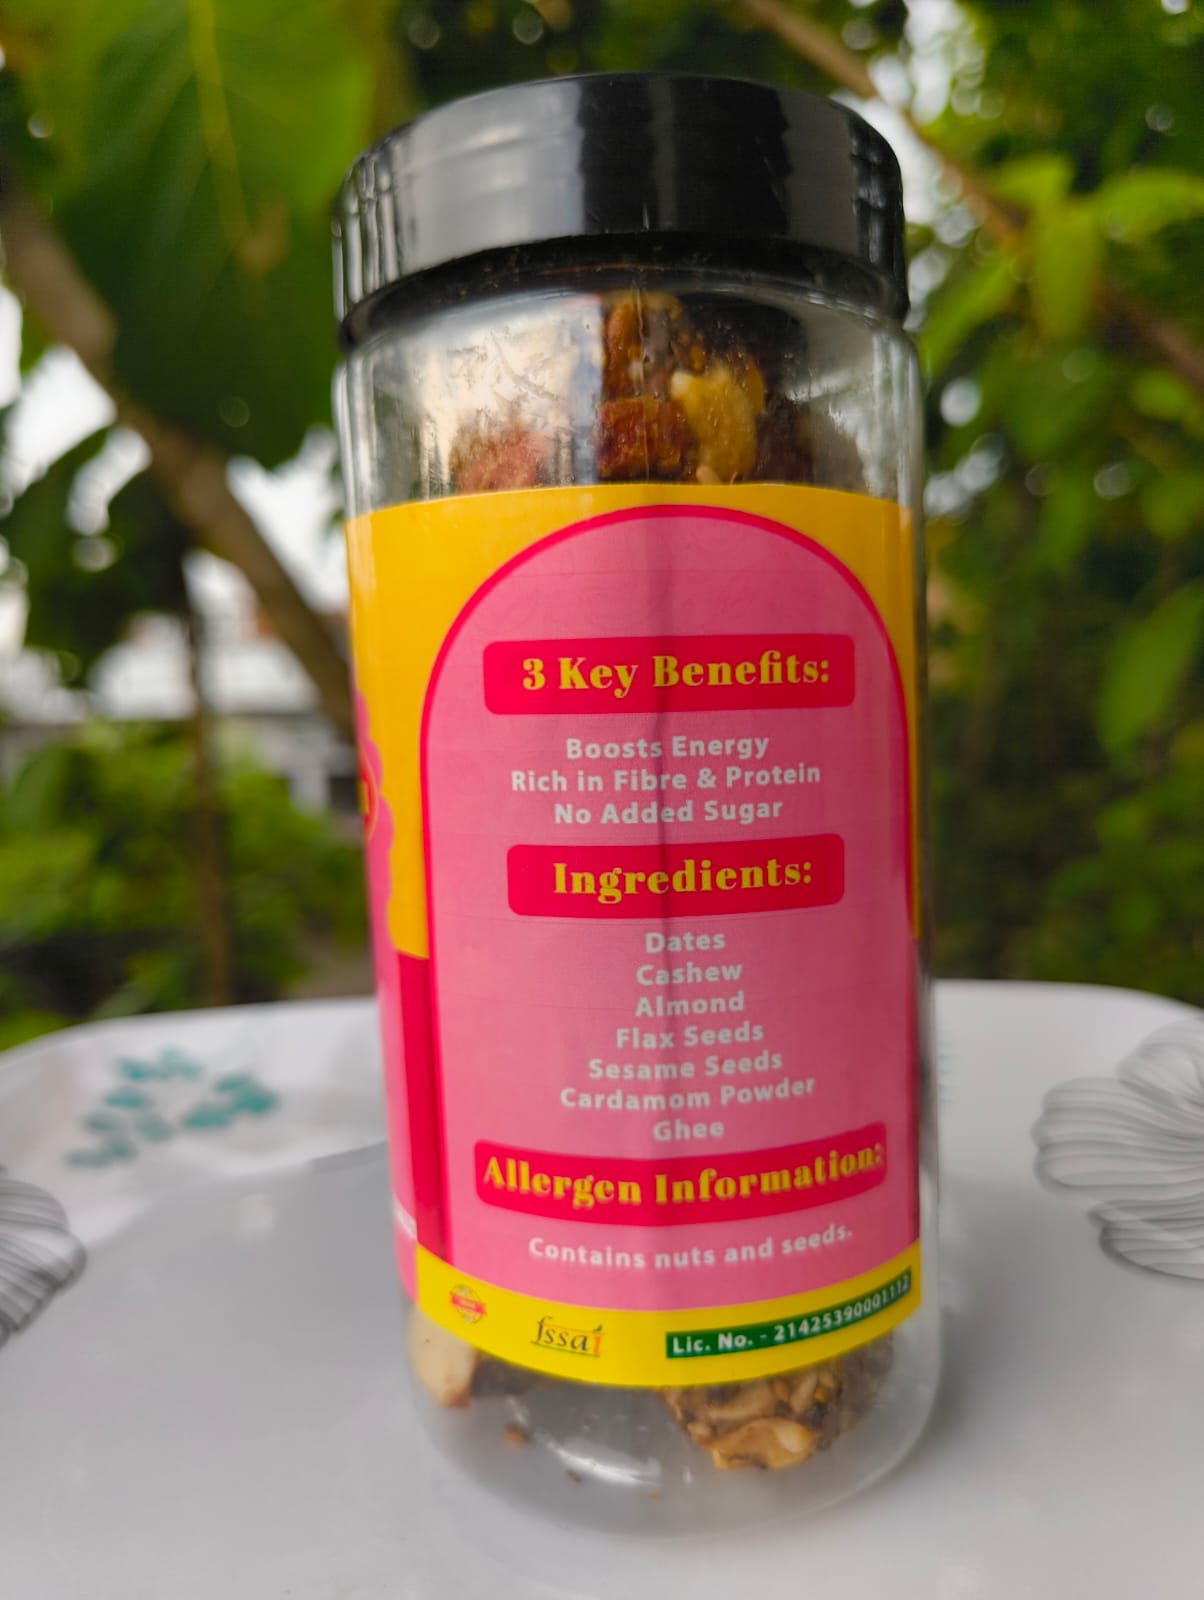 3 Key Benefits:
Boosts Energy
Rich in Fibre & Protein
No Added Sugar
Ingredients:
Dates
Cashew
Almond
Flax Seeds
Sesame Seeds
Cardamom Powder
Ghee
Allergen Information:
Contains nuts and seeds.
fssai
Lic. No. - 21425390001112